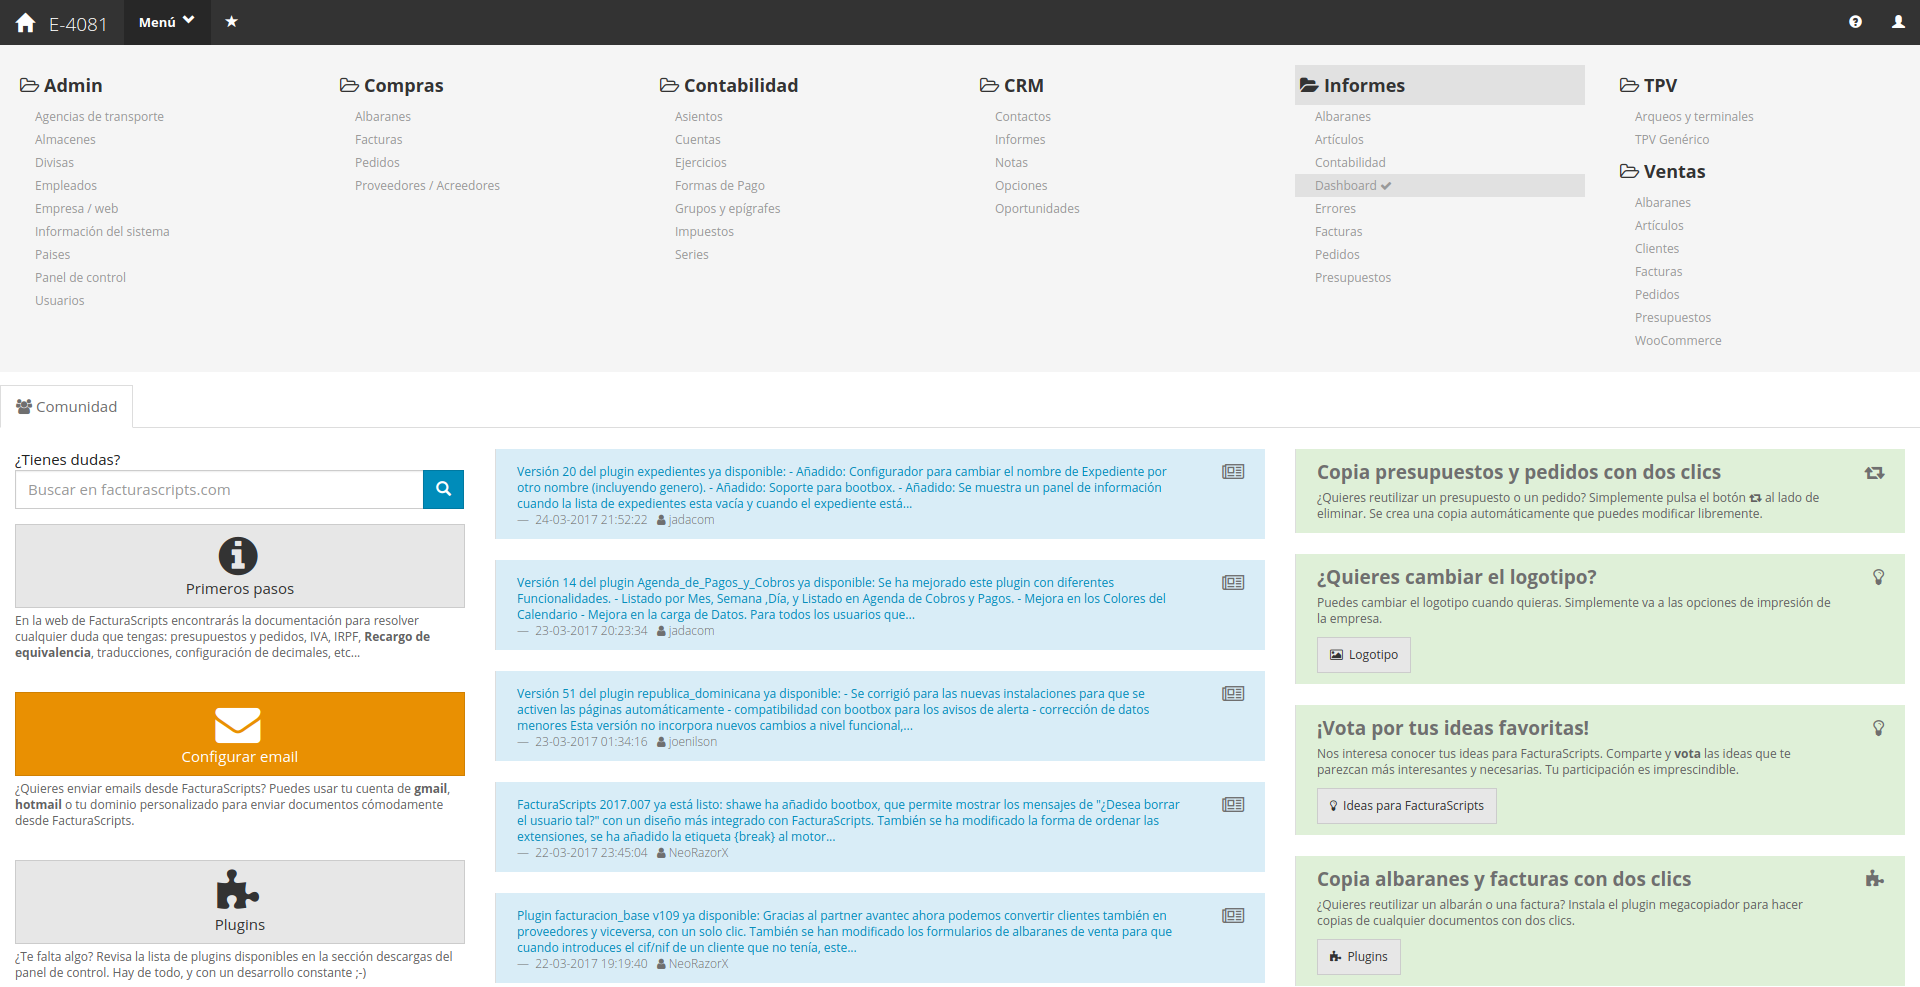 E-4081
Menú
Admin
Agencias de transporte
Almacenes
Divisas
Empleados
Empresa / web
Información del sistema
Paises
Panel de control
Usuarios
Compras
Albaranes
Facturas
Pedidos
Proveedores / Acreedores
Contabilidad
Asientos
Cuentas
Ejercicios
Formas de Pago
Grupos y epígrafes
Impuestos
Series
CRM
Contactos
Informes
Notas
Opciones
Oportunidades
Informes
Albaranes
Artículos
Contabilidad
Dashboard
Errores
Facturas
Pedidos
Presupuestos
TPV
Arqueos y terminales
TPV Genérico
Ventas
Albaranes
Artículos
Clientes
Facturas
Pedidos
Presupuestos
WooCommerce
Comunidad
¿Tienes dudas?
Buscar en facturascripts.com
Primeros pasos
En la web de FacturaScripts encontrarás la documentación para resolver
cualquier duda que tengas: presupuestos y pedidos, IVA, IRPF, Recargo de
equivalencia, traducciones, configuración de decimales, etc...
Configurar email
¿Quieres enviar emails desde FacturaScripts? Puedes usar tu cuenta de gmail,
hotmail o tu dominio personalizado para enviar documentos cómodamente
desde FacturaScripts.
Plugins
¿Te falta algo? Revisa la lista de plugins disponibles en la sección descargas del
panel de control. Hay de todo, y con un desarrollo constante ;-)
Versión 20 del plugin expedientes ya disponible: - Añadido: Configurador para cambiar el nombre de Expediente por
otro nombre (incluyendo genero). - Añadido: Soporte para bootbox. - Añadido: Se muestra un panel de información
cuando la lista de expedientes esta vacía y cuando el expediente está...
— 24-03-2017 21:52:22 jadacom
Versión 14 del plugin Agenda_de_Pagos_y_Cobros ya disponible: Se ha mejorado este plugin con diferentes
Funcionalidades. - Listado por Mes, Semana ,Día, y Listado en Agenda de Cobros y Pagos. - Mejora en los Colores del
Calendario - Mejora en la carga de Datos. Para todos los usuarios que...
— 23-03-2017 20:23:34 jadacom
Versión 51 del plugin republica_dominicana ya disponible: - Se corrigió para las nuevas instalaciones para que se
activen las páginas automáticamente - compatibilidad con bootbox para los avisos de alerta - corrección de datos
menores Esta versión no incorpora nuevos cambios a nivel funcional,...
— 23-03-2017 01:34:16 joenilson
FacturaScripts 2017.007 ya está listo: shawe ha añadido bootbox, que permite mostrar los mensajes de "¿Desea borrar
el usuario tal?" con un diseño más integrado con FacturaScripts. También se ha modificado la forma de ordenar las
extensiones, se ha añadido la etiqueta {break} al motor...
— 22-03-2017 23:45:04 NeoRazorX
Plugin facturacion_base v109 ya disponible: Gracias al partner avantec ahora podemos convertir clientes también en
proveedores y viceversa, con un solo clic. También se han modificado los formularios de albaranes de venta para que
cuando introduces el cif/nif de un cliente que no tenía, este...
— 22-03-2017 19:19:40 NeoRazorX
Copia presupuestos y pedidos con dos clics
¿Quieres reutilizar un presupuesto o un pedido? Simplemente pulsa el botón al lado de
eliminar. Se crea una copia automáticamente que puedes modificar libremente.
¿Quieres cambiar el logotipo?
Puedes cambiar el logotipo cuando quieras. Simplemente va a las opciones de impresión de
la empresa.
Logotipo
¡Vota por tus ideas favoritas!
Nos interesa conocer tus ideas para FacturaScripts. Comparte y vota las ideas que te
parezcan más interesantes y necesarias. Tu participación es imprescindible.
Ideas para FacturaScripts
Copia albaranes y facturas con dos clics
¿Quieres reutilizar un albarán o una factura? Instala el plugin megacopiador para hacer
copias de cualquier documentos con dos clics.
Plugins